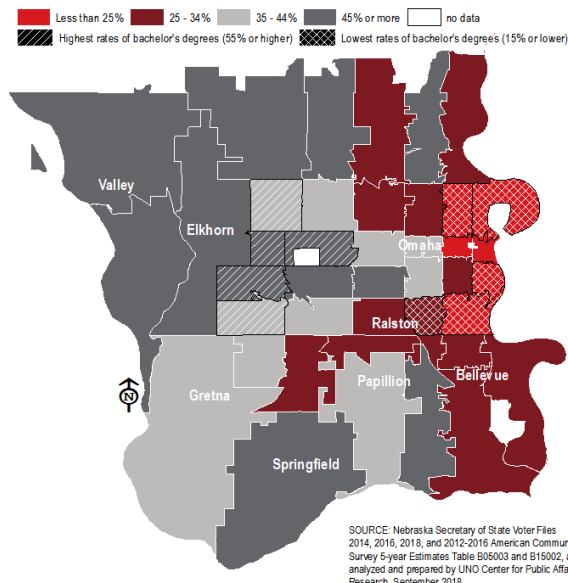 Less than 25% 25 - 34% 35 - 44% 45% or more no data
Highest rates of bachelor's degrees (55% or higher) Lowest rates of bachelor's degrees (15% or lower)
Valley
Elkhorn
Omaha
Ralston
Bellevue
Papillion
Gretna
N
Springfield
SOURCE: Nebraska Secretary of State Voter Files
2014, 2016, 2018, and 2012-2016 American
Survey 5-year Estimates Table B05003 and B15002,
analyzed and prepared by UNO Center for Public
Research, September 2018